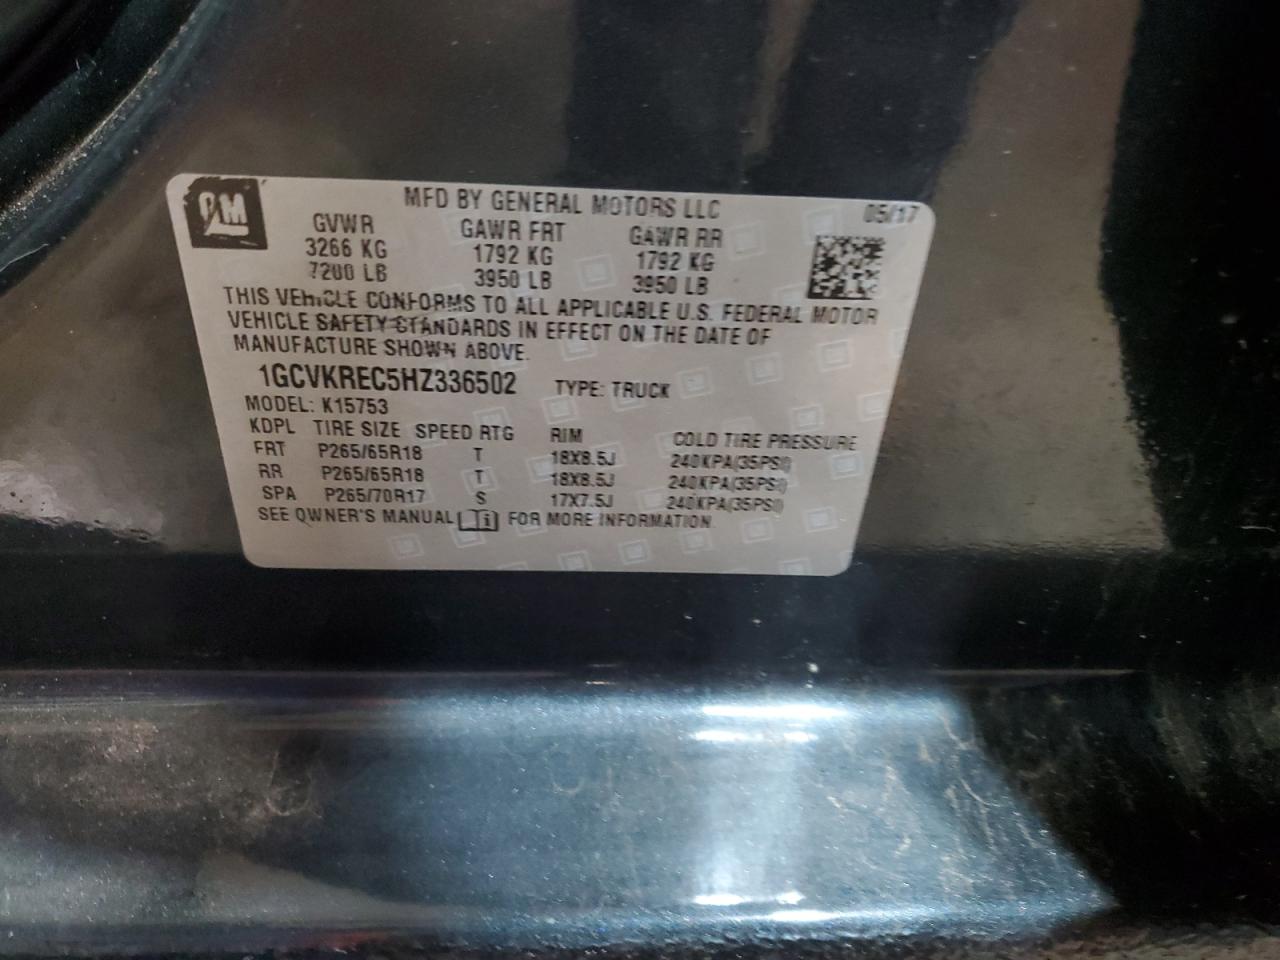 GM
MFD BY GENERAL MOTORS LLC 05/17
GVWR GAWR FRT GAWR RR
3266 KG 1792 KG 1792 KG
7200 LB 3950 LB 3950 LB
THIS VEHICLE CONFORMS TO ALL APPLICABLE U.S. FEDERAL MOTOR
VEHICLE SAFETY STANDARDS IN EFFECT ON THE DATE OF
MANUFACTURE SHOWN ABOVE.
1GCVKREC5HZ336502 TYPE: TRUCK
MODEL: K15753
KDPL TIRE SIZE SPEED RTG RIM COLD TIRE PRESSURE
FRT P265/65R18 T 18X8.5J 240KPA(35PSI)
RR P265/65R18 T 18X8.5J 240KPA(35PSI)
SPA P265/70R17 S 17X7.5J 240KPA(35PSI)
SEE OWNER'S MANUAL i FOR MORE INFORMATION.